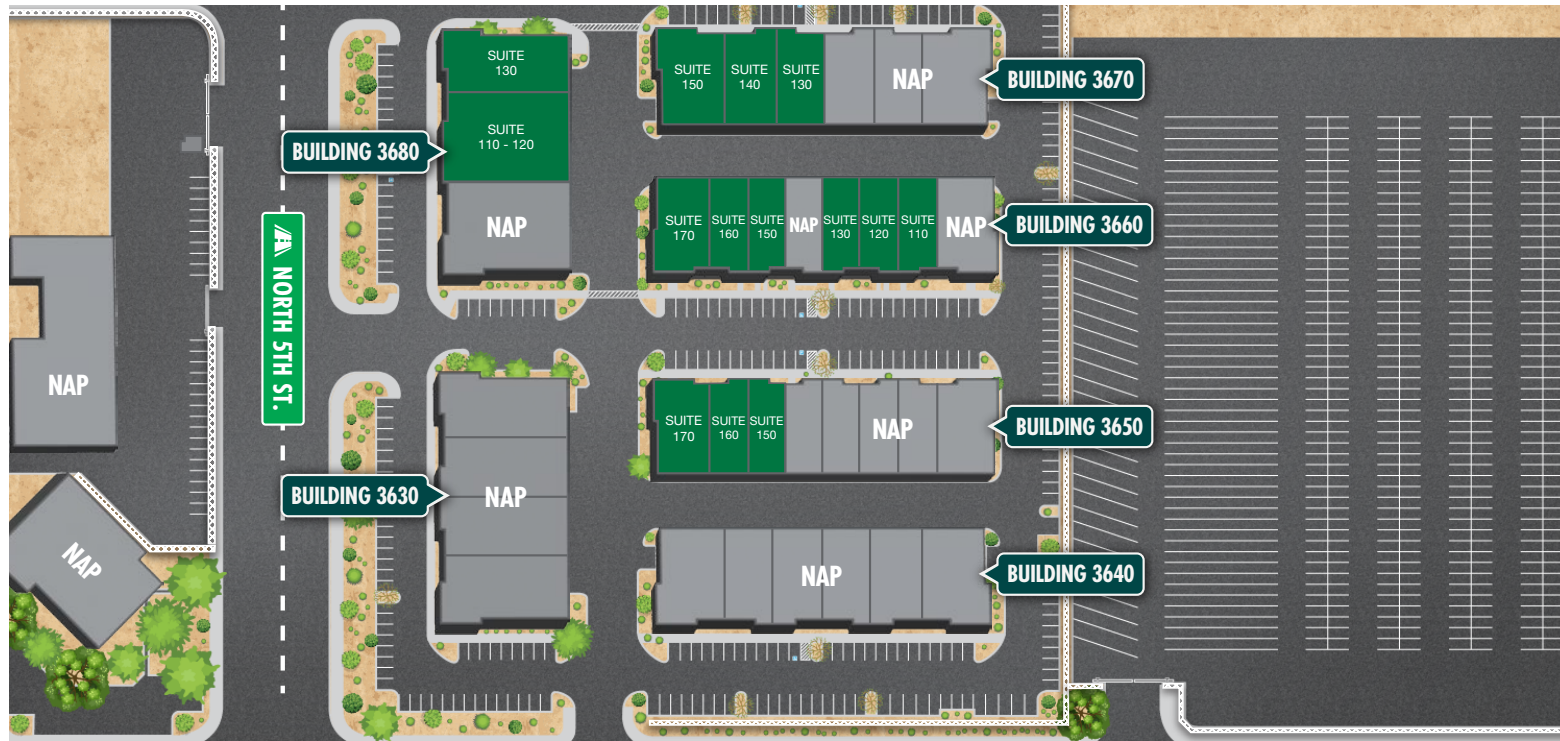 SUITE
130
SUITE
110 - 120
NAP
BUILDING 3680
SUITE
150
SUITE
140
SUITE
130
NAP
BUILDING 3670
SUITE
170
SUITE
160
SUITE
150
NAP
SUITE
130
SUITE
120
SUITE
110
NAP
BUILDING 3660
NORTH 5TH ST.
NAP
NAP
BUILDING 3630
NAP
SUITE
170
SUITE
160
SUITE
150
NAP
BUILDING 3650
NAP
BUILDING 3640